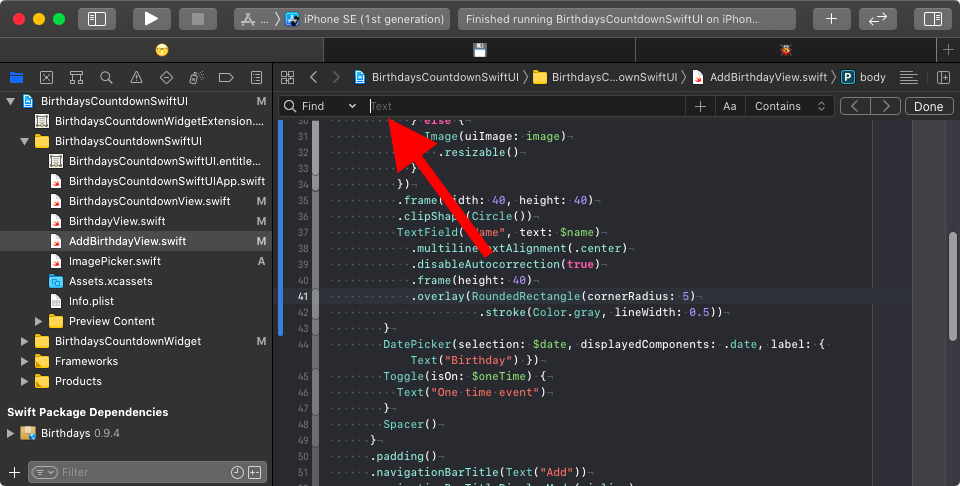 … iPhone SE (1st generation)
Finished running BirthdaysCountdownSwiftUI on iPhon…
BirthdaysCountdownSwiftUI M
BirthdaysCountdownWidgetExtension.…
BirthdaysCountdownSwiftUI
BirthdaysCountdownSwiftUI.entitle…
BirthdaysCountdownSwiftUIApp.swift
BirthdaysCountdownView.swift M
BirthdayView.swift M
AddBirthdayView.swift M
ImagePicker.swift A
Assets.xcassets
Info.plist
Preview Content
BirthdaysCountdownWidget M
Frameworks
Products
Swift Package Dependencies
Birthdays 0.9.4
Filter
BirthdaysCountdownSwiftUI BirthdaysC…ownSwiftUI AddBirthdayView.swift P body
Find Text Aa Contains Done
30 } else {
31 Image(uiImage: image)
32 .resizable()
33 }
34 })
35 .frame( idth: 40, height: 40)
36 .clipShap (Circle())
37 TextField( ame", text: $name)
38 .multiline extAlignment(.center)
39 .disableAutocorrection(true)
40 .frame(height: 40)
41 .overlay(RoundedRectangle(cornerRadius: 5)
42 .stroke(Color.gray, lineWidth: 0.5))
43 }
44 DatePicker(selection: $date, displayedComponents: .date, label: {
Text("Birthday") })
45 Toggle(isOn: $oneTime) {
46 Text("One time event")
47 }
48 Spacer()
49 }
50 .padding()
51 .navigationBarTitle(Text("Add"))